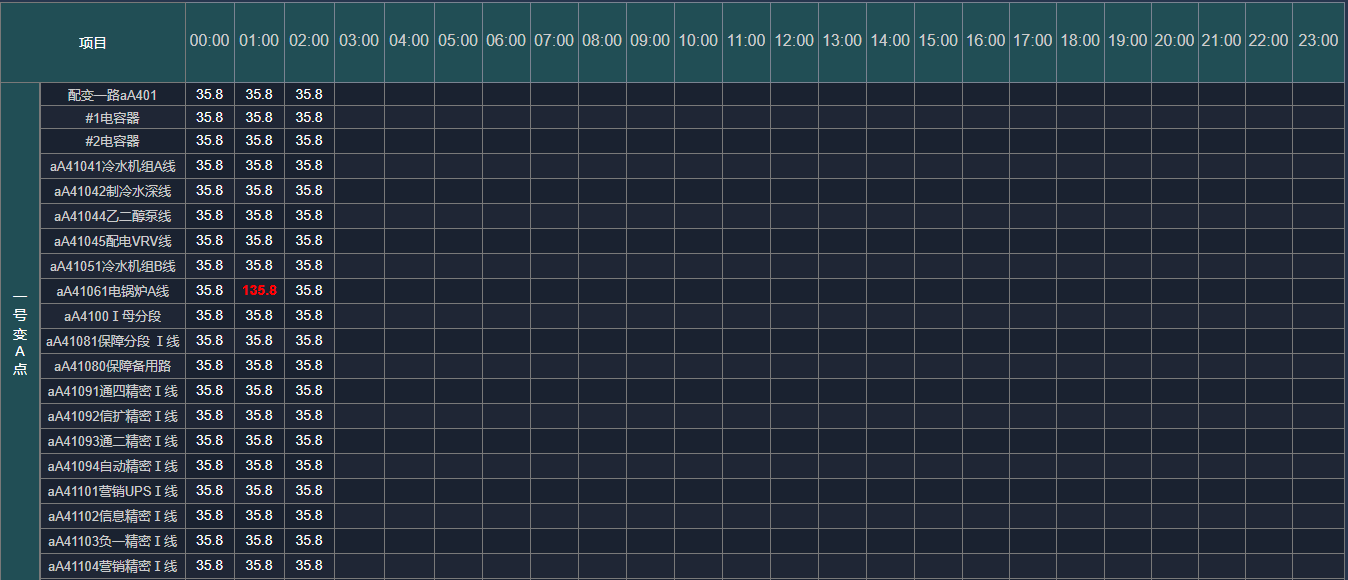 项目 00:00 01:00 02:00 03:00 04:00 05:00 06:00 07:00 08:00 09:00 10:00 11:00 12:00 13:00 14:00 15:00 16:00 17:00 18:00 19:00 20:00 21:00 22:00 23:00
一号变A点
配变一路aA401 35.8 35.8 35.8
#1电容器 35.8 35.8 35.8
#2电容器 35.8 35.8 35.8
aA41041冷水机组A线 35.8 35.8 35.8
aA41042制冷水深线 35.8 35.8 35.8
aA41044乙二醇泵线 35.8 35.8 35.8
aA41045配电VRV线 35.8 35.8 35.8
aA41051冷水机组B线 35.8 35.8 35.8
aA41061电锅炉A线 35.8 135.8 35.8
aA4100Ⅰ母分段 35.8 35.8 35.8
aA41081保障分段 Ⅰ线 35.8 35.8 35.8
aA41080保障备用路 35.8 35.8 35.8
aA41091通四精密Ⅰ线 35.8 35.8 35.8
aA41092信扩精密Ⅰ线 35.8 35.8 35.8
aA41093通二精密Ⅰ线 35.8 35.8 35.8
aA41094自动精密Ⅰ线 35.8 35.8 35.8
aA41101营销UPSⅠ线 35.8 35.8 35.8
aA41102信息精密Ⅰ线 35.8 35.8 35.8
aA41103负一精密Ⅰ线 35.8 35.8 35.8
aA41104营销精密Ⅰ线 35.8 35.8 35.8